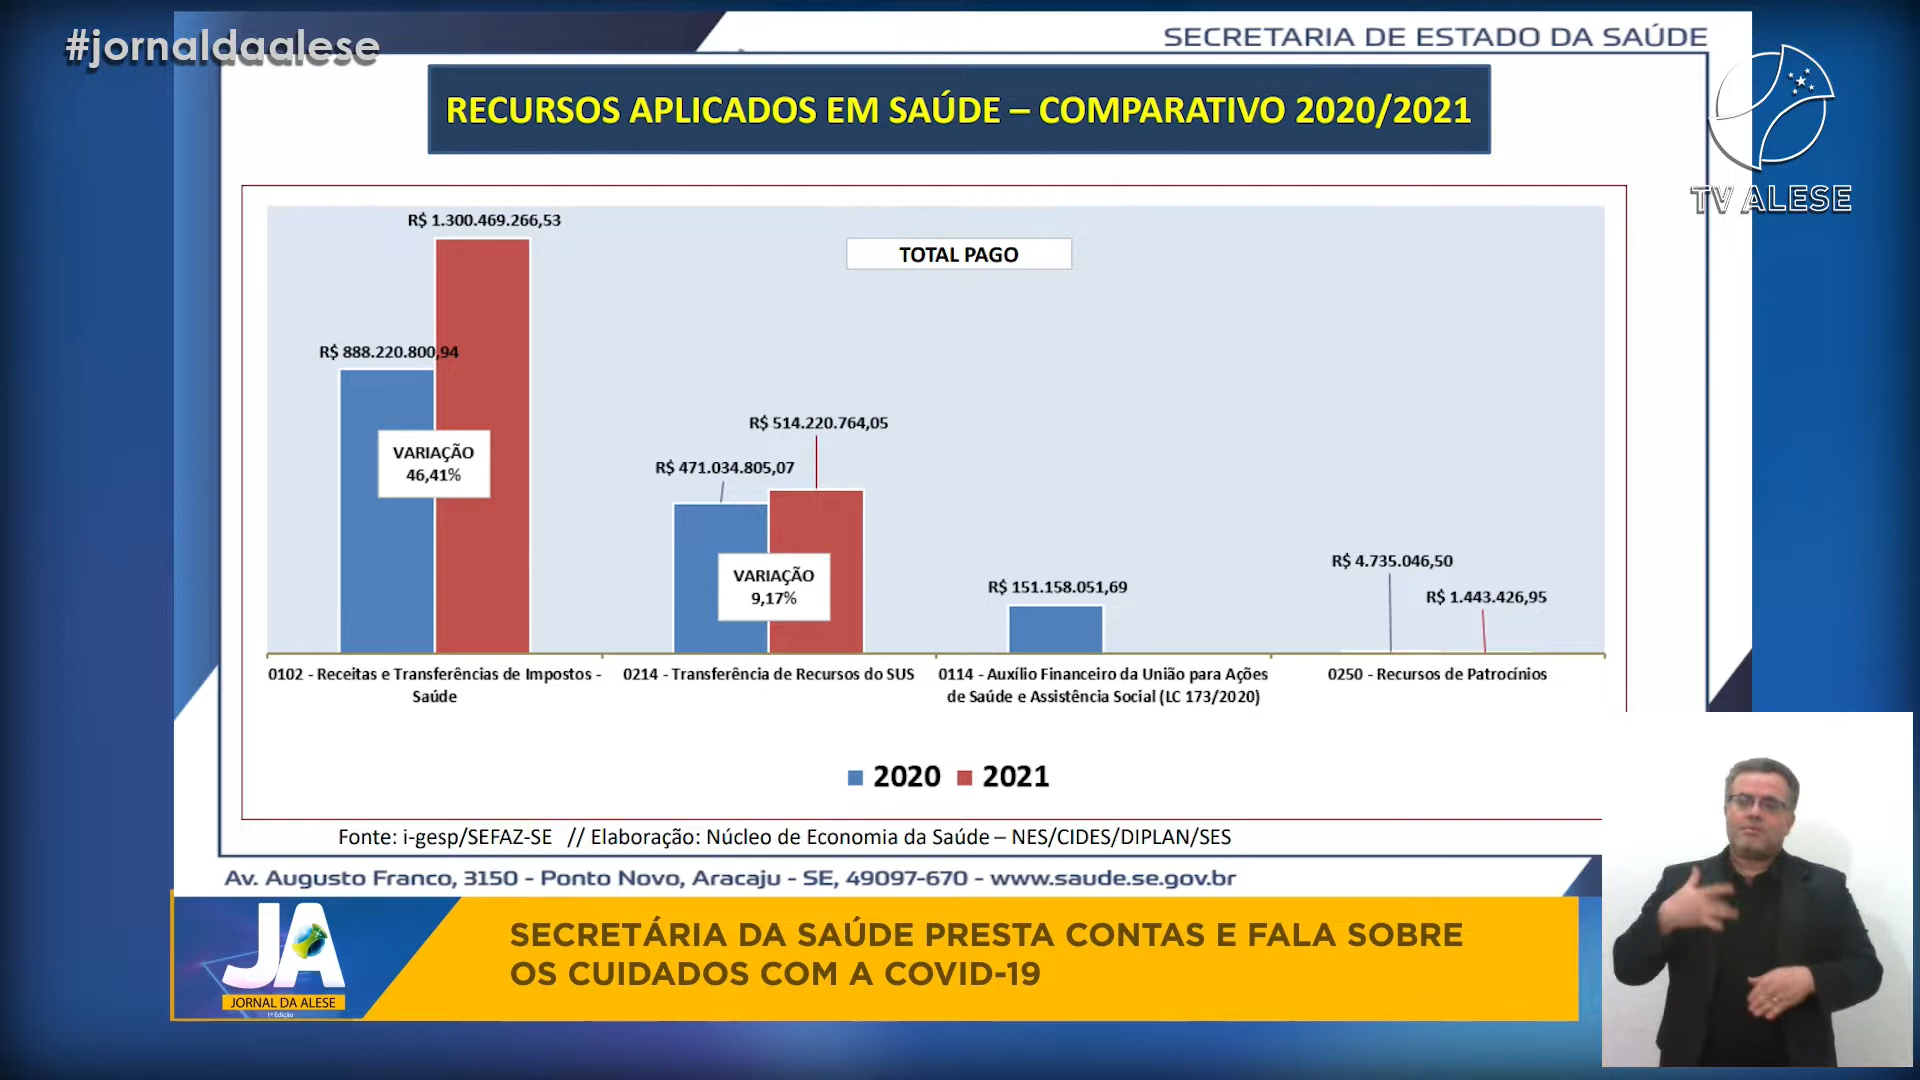 #jornaldaalese
SECRETARIA DE ESTADO DA SAÚDE
RECURSOS APLICADOS EM SAÚDE – COMPARATIVO 2020/2021
TV ALESE
R$ 1.300.469.266,53
TOTAL PAGO
R$ 888.220.800,94
VARIAÇÃO
46,41%
R$ 514.220.764,05
R$ 471.034.805,07
VARIAÇÃO
9,17%
R$ 151.158.051,69
R$ 4.735.046,50
R$ 1.443.426,95
0102 - Receitas e Transferências de Impostos -
Saúde
0214 - Transferência de Recursos do SUS
0114 - Auxílio Financeiro da União para Ações
de Saúde e Assistência Social (LC 173/2020)
0250 - Recursos de Patrocínios
2020 2021
Fonte: i-gesp/SEFAZ-SE // Elaboração: Núcleo de Economia da Saúde – NES/CIDES/DIPLAN/SES
Av. Augusto Franco, 3150 - Ponto Novo, Aracaju - SE, 49097-670 - www.saude.se.gov.br
JA
JORNAL DA ALESE
1ª Edição
SECRETÁRIA DA SAÚDE PRESTA CONTAS E FALA SOBRE
OS CUIDADOS COM A COVID-19